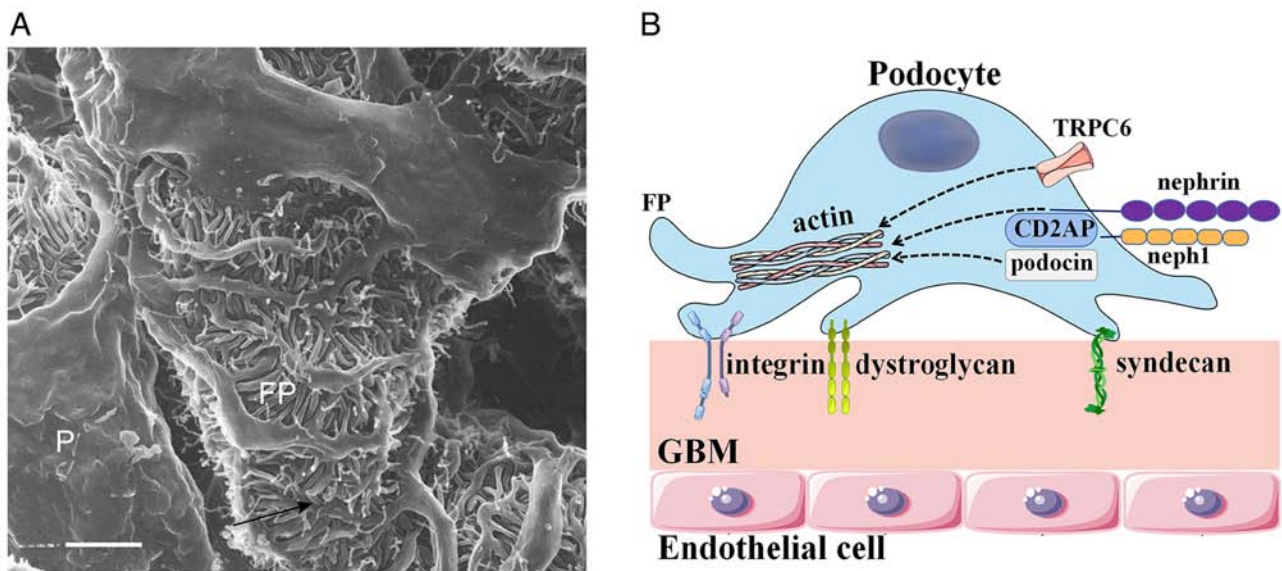 A
FP
P
B
Podocyte
TRPC6
nephrin
FP
actin
CD2AP
neph1
podocin
integrin
dystroglycan
syndecan
GBM
Endothelial cell